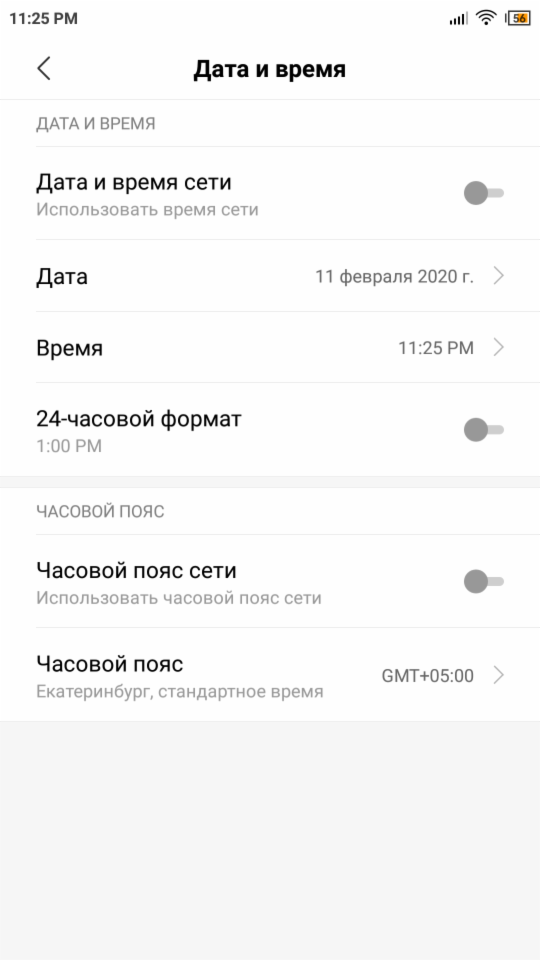 11:25 PM 56
Дата и время
ДАТА И ВРЕМЯ
Дата и время сети
Использовать время сети
Дата 11 февраля 2020 г.
Время 11:25 PM
24-часовой формат
1:00 PM
ЧАСОВОЙ ПОЯС
Часовой пояс сети
Использовать часовой пояс сети
Часовой пояс GMT+05:00
Екатеринбург, стандартное время